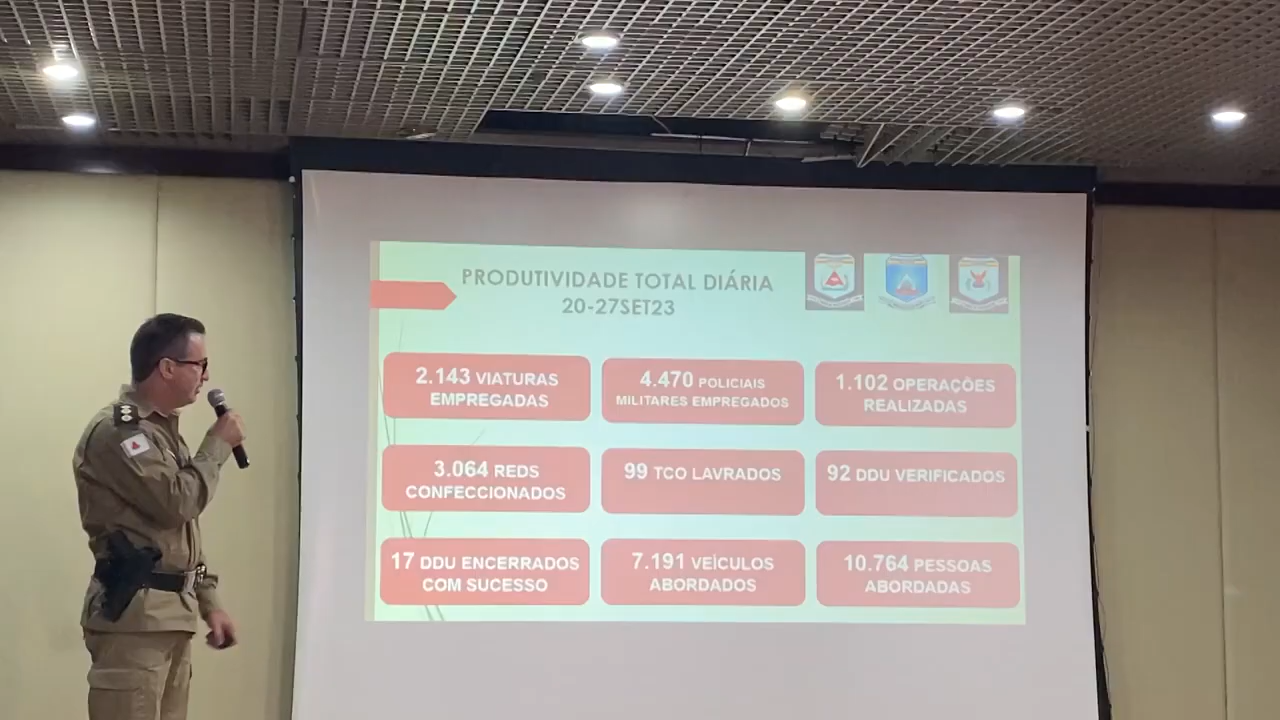 PRODUTIVIDADE TOTAL DIÁRIA
20-27SET23
2.143 VIATURAS
EMPREGADAS
4.470 POLICIAIS
MILITARES EMPREGADOS
1.102 OPERAÇÕES
REALIZADAS
3.064 REDS
CONFECCIONADOS
99 TCO LAVRADOS
92 DDU VERIFICADOS
17 DDU ENCERRADOS
COM SUCESSO
7.191 VEÍCULOS
ABORDADOS
10.764 PESSOAS
ABORDADAS